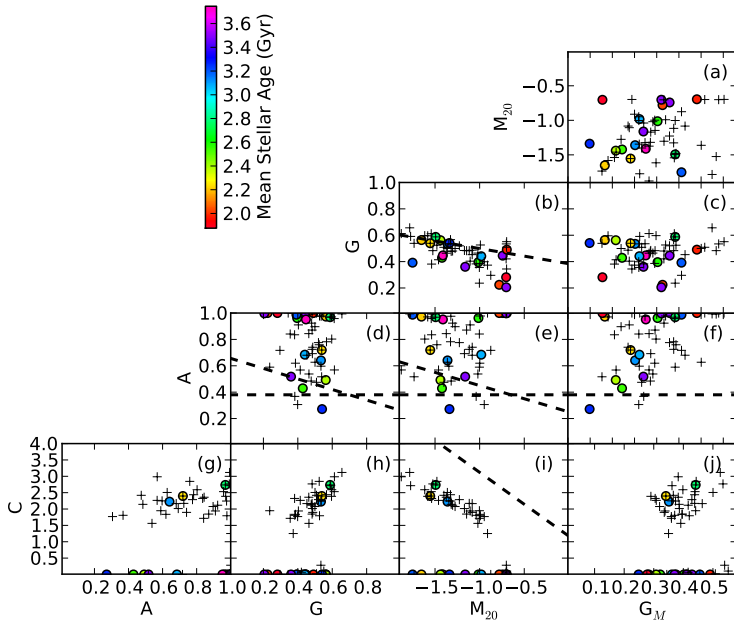 3.6
3.4
3.2
3.0
2.8
2.6
2.4
2.2
2.0
Mean Stellar Age (Gyr)
(a)
−0.5
−1.0
−1.5
M20
(b)
1.0
0.8
0.6
0.4
0.2
G
(c)
(d)
1.0
0.8
0.6
0.4
0.2
A
(e)
(f)
(g)
4.0
3.5
3.0
2.5
2.0
1.5
1.0
0.5
C
(h)
(i)
(j)
0.2 0.4 0.6 0.8 1.0
0.2 0.4 0.6 0.8
−1.5 −1.0 −0.5
0.10 0.20 0.30 0.40 0.5
A
G
M20
GM